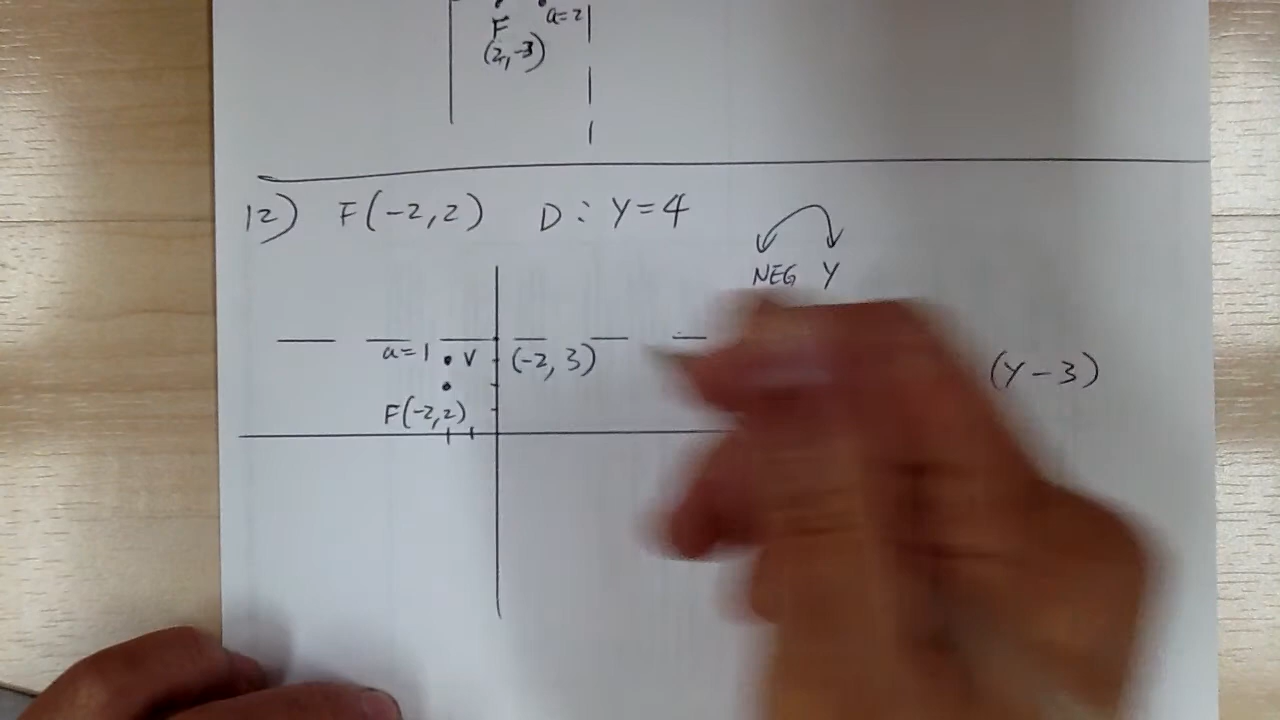 F a=2
(2,-3)
12) F(-2,2) D: Y=4
NEG Y
a=1 V (-2, 3) (Y-3)
F(-2,2)